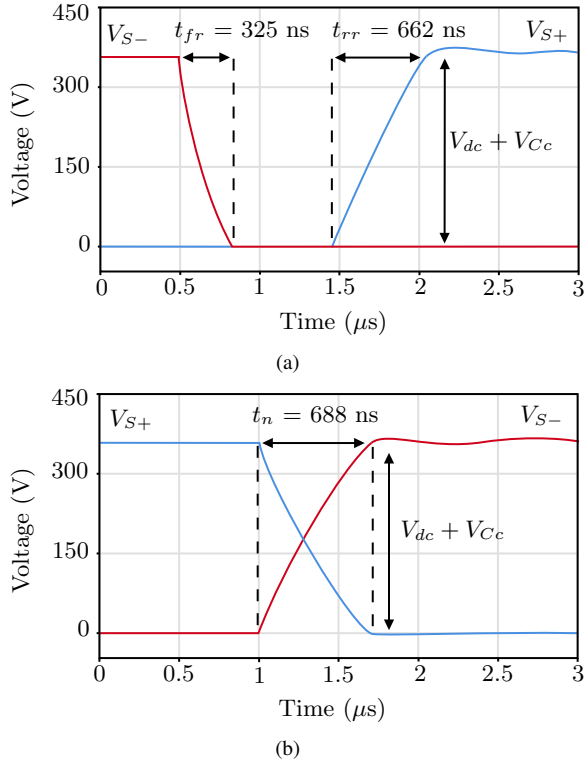 450
300
150
0
Voltage (V)
V_{S-}
t_{fr} = 325 ns
t_{rr} = 662 ns
V_{S+}
V_{dc} + V_{Cc}
0
0.5
1
1.5
2
2.5
3
Time (μs)
(a)
450
300
150
0
Voltage (V)
V_{S+}
t_n = 688 ns
V_{S-}
V_{dc} + V_{Cc}
0
0.5
1
1.5
2
2.5
3
Time (μs)
(b)